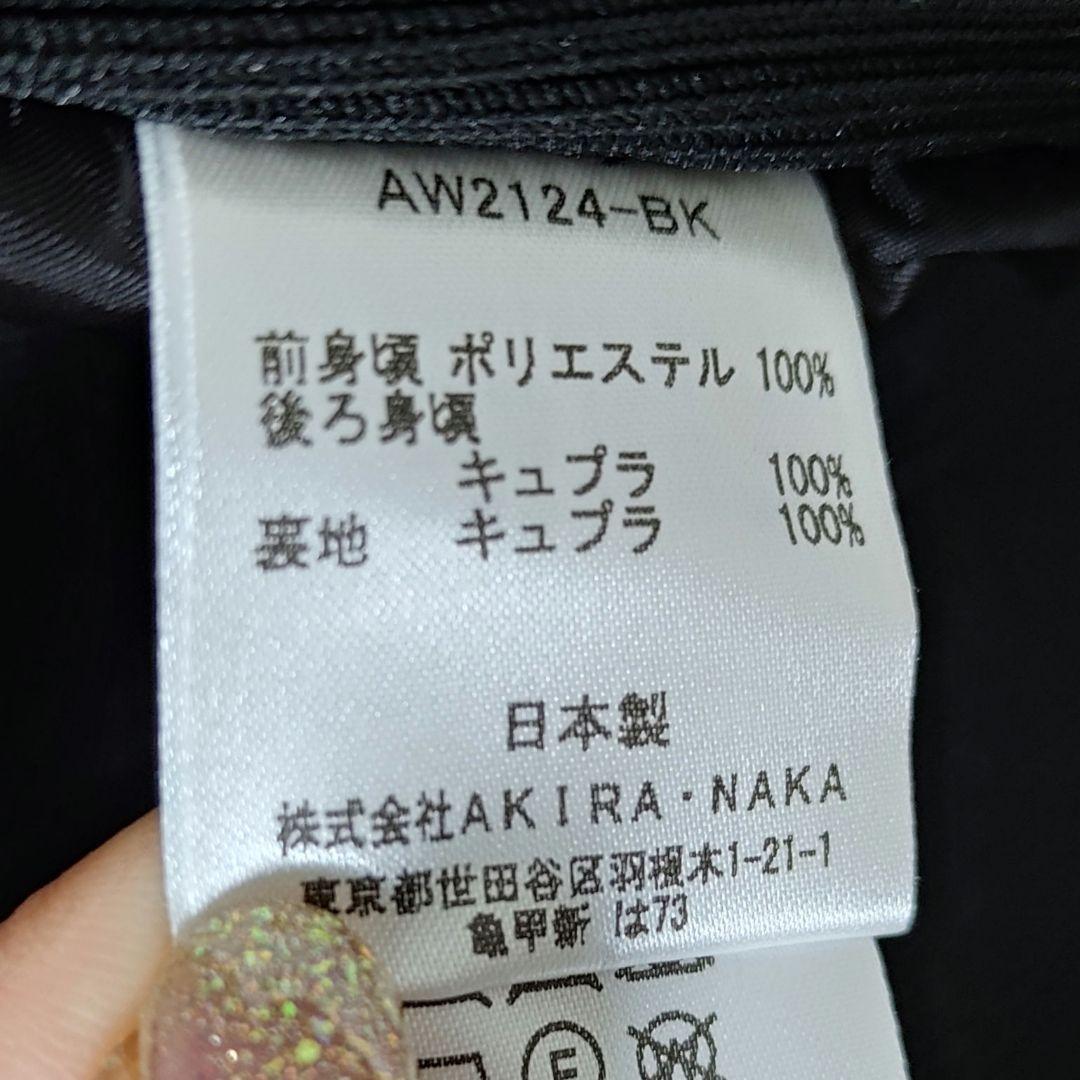 AW2124-BK
前身頃 ポリエステル 100%
後ろ身頃
キュプラ 100%
裏地 キュプラ 100%
日本製
株式会社AKIRA・NAKA
東京都世田谷区羽根木1-21-1
亀甲新 は73
F
W